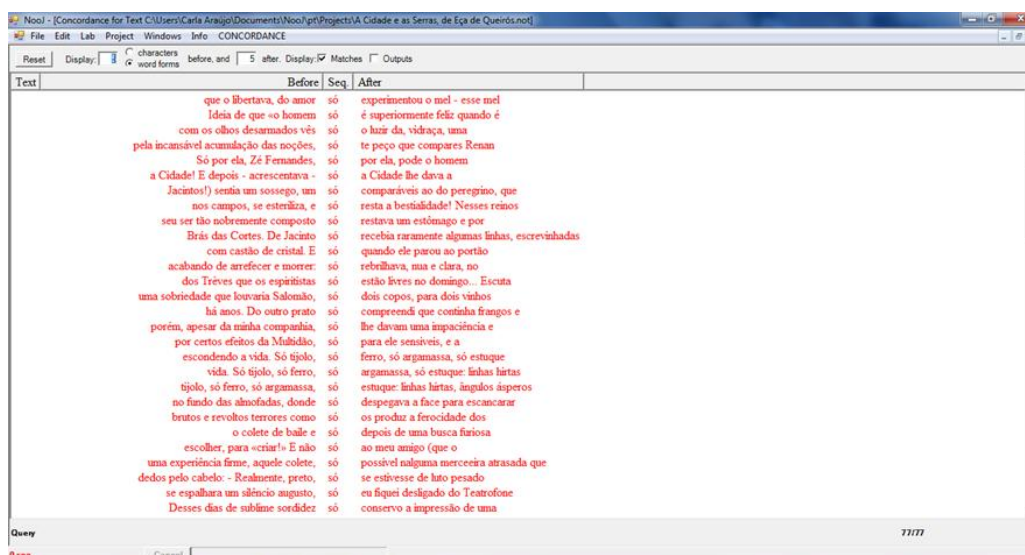 NooJ - [Concordance for Text C:\Users\Carla Araújo\Documents\NooJ\pt\Projects\A Cidade e as Serras, de Eça de Queirós.not]
File Edit Lab Project Windows Info CONCORDANCE
characters
Reset Display: before, and 5 after. Display: Matches Outputs
word forms
Text Before Seq. After
que o libertava, do amor só experimentou o mel - esse mel
Ideia de que «o homem só é superiormente feliz quando é
com os olhos desarmados vês só o luzir da, vidraça, uma
pela incansável acumulação das noções, só te peço que compares Renan
Só por ela, Zé Fernandes, só por ela, pode o homem
a Cidade! E depois - acrescentava - só a Cidade lhe dava a
Jacintos!) sentia um sossego, um só comparáveis ao do peregrino, que
nos campos, se esteriliza, e só resta a bestialidade! Nesses reinos
seu ser tão nobremente composto só restava um estômago e por
Brás das Cortes. De Jacinto só recebia raramente algumas linhas, escrevinhadas
com castão de cristal. E só quando ele parou ao portão
acabando de arrefecer e morrer: só rebrilhava, nua e clara, no
dos Trèves que os espiritistas só estão livres no domingo... Escuta
uma sobriedade que louvaria Salomão, só dois copos, para dois vinhos
há anos. Do outro prato só compreendi que continha frangos e
porém, apesar da minha companhia, só lhe davam uma impaciência e
por certos efeitos da Multidão, só para ele sensíveis, e a
escondendo a vida. Só tijolo, só ferro, só argamassa, só estuque
vida. Só tijolo, só ferro, só argamassa, só estuque: linhas hirtas
tijolo, só ferro, só argamassa, só estuque: linhas hirtas, ângulos ásperos
no fundo das almofadas, donde só despegava a face para escancarar
brutos e revoltos terrores como só os produz a ferocidade dos
o colete de baile e só depois de uma busca furiosa
escolher, para «criar!» E não só ao meu amigo (que o
uma experiência firme, aquele colete, só possível nalguma merceeira atrasada que
dedos pelo cabelo: - Realmente, preto, só se estivesse de luto pesado
se espalhara um silêncio augusto, só eu fiquei desligado do Teatrofone
Desses dias de sublime sordidez só conservo a impressão de uma
Query 77/77
Cancel